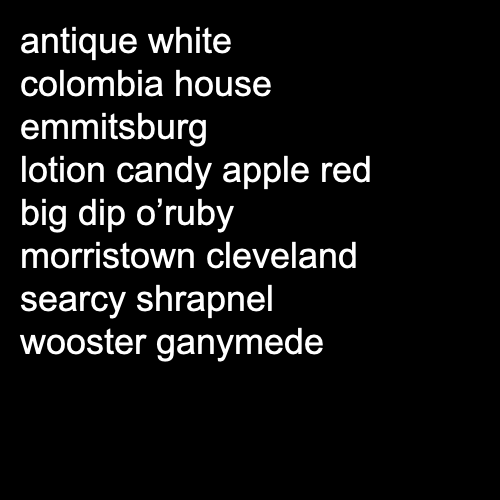 antique white
colombia house
emmitsburg
lotion candy apple red
big dip o’ruby
morristown cleveland
searcy shrapnel
wooster ganymede